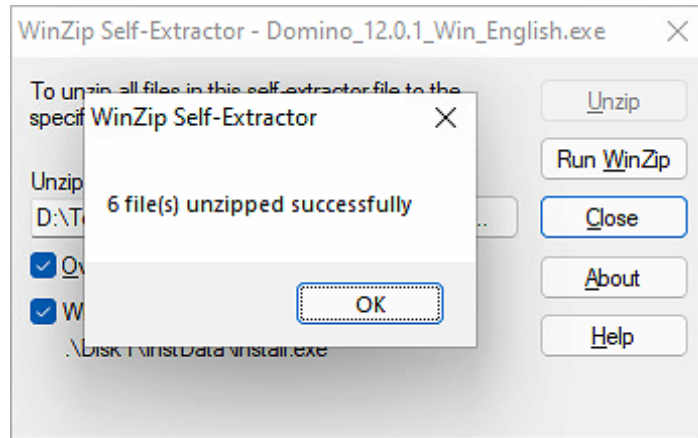 WinZip Self-Extractor - Domino_12.0.1_Win_English.exe
To unzip all files in this self-extractor file to the
specif
WinZip Self-Extractor
Unzip
6 file(s) unzipped successfully
D:\Te
..
Ov
W
OK
.\Disk1\InstData\install.exe
Unzip
Run WinZip
Close
About
Help